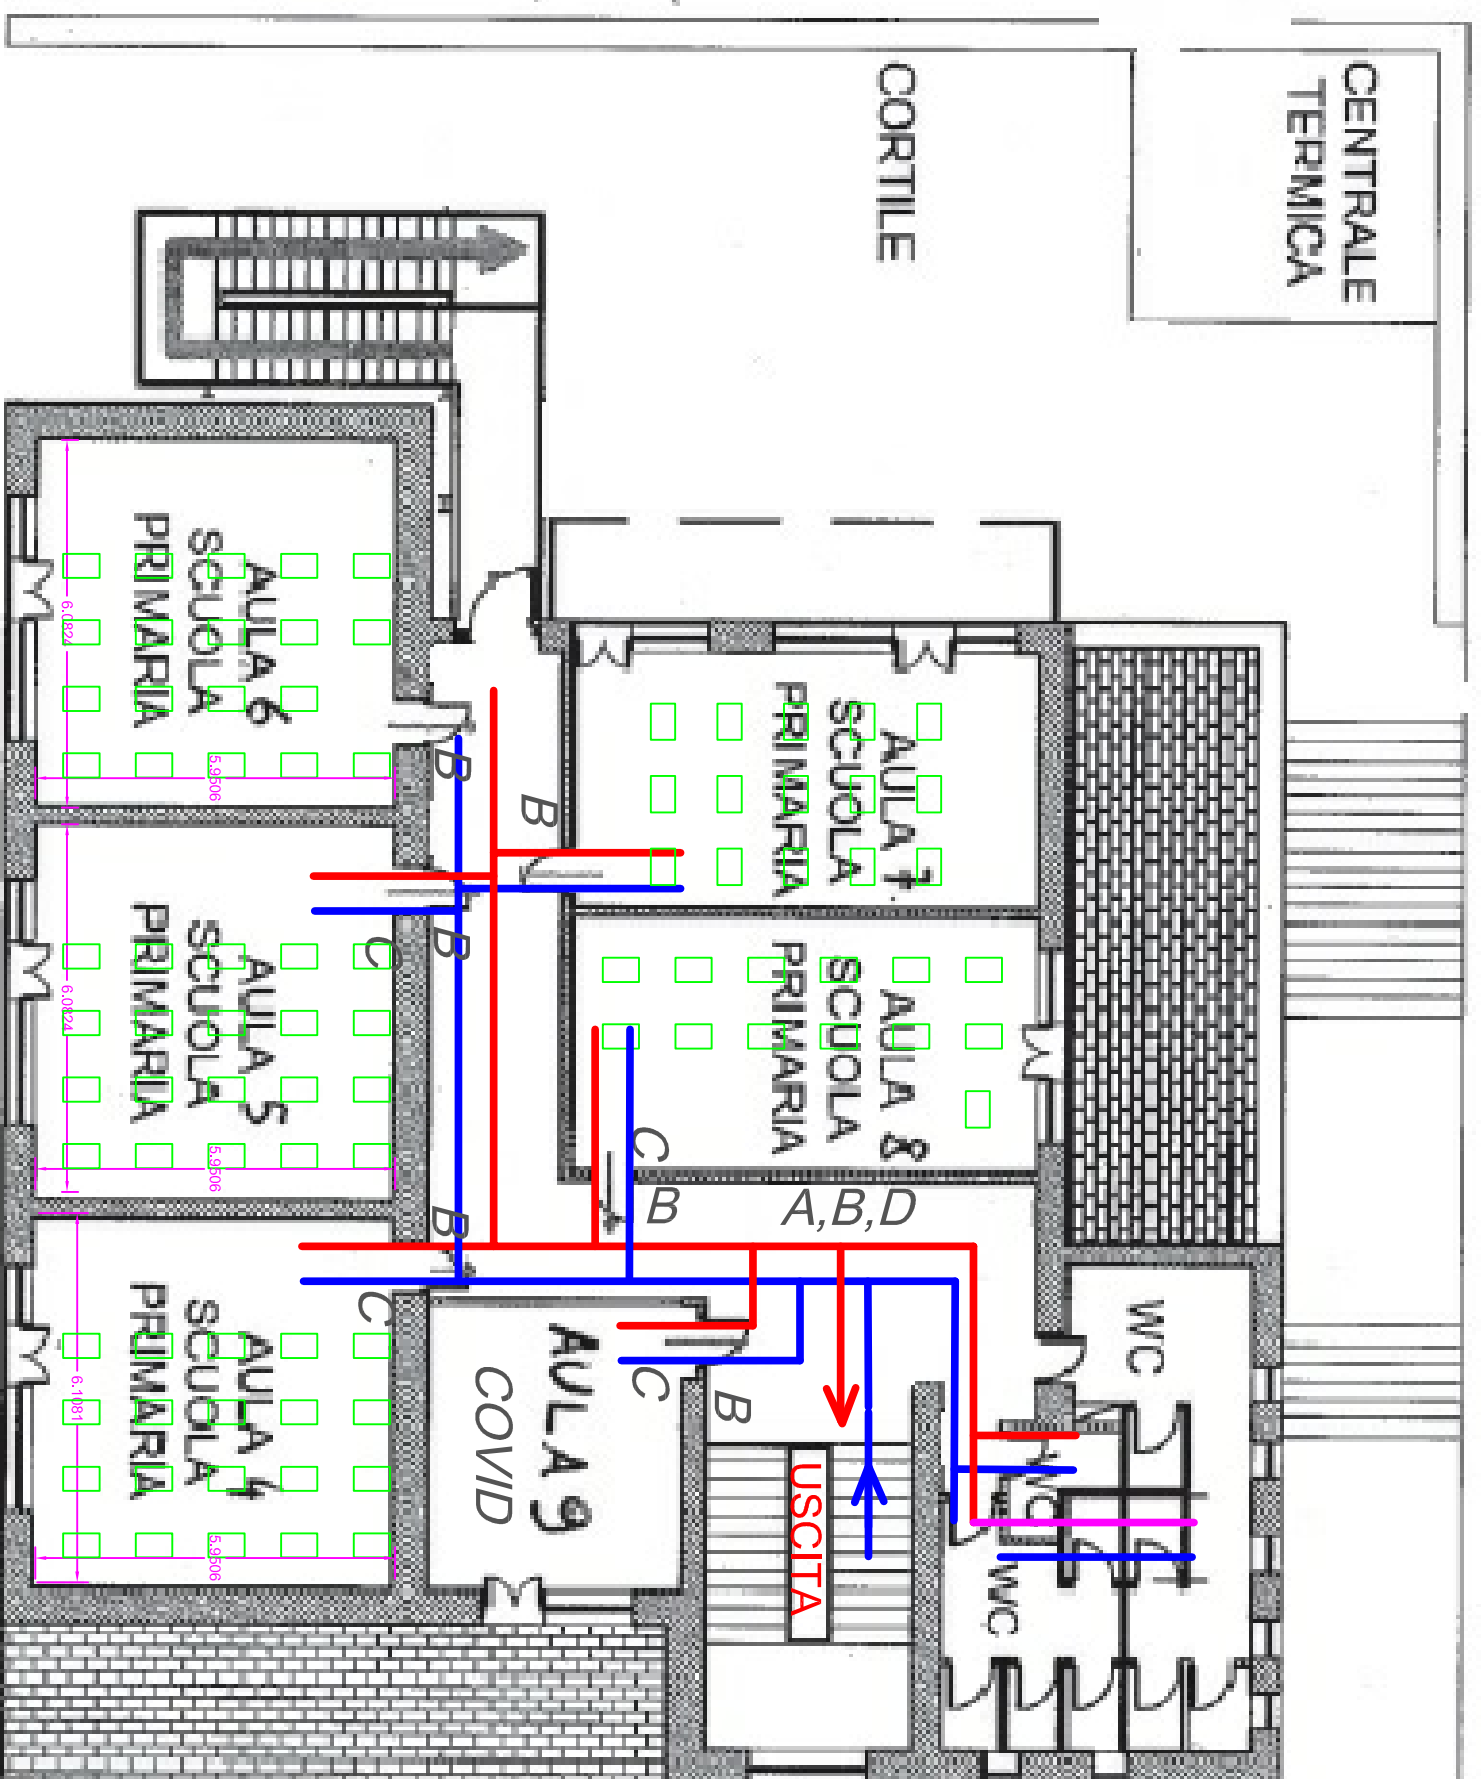 CENTRALE
TERMICA
CORTILE
AULA 6
SCUOLA
PRIMARIA
6.0824
5.9506
B
B
AULA 7
SCUOLA
PRIMARIA
AULA 5
SCUOLA
PRIMARIA
6.0824
5.9506
C
B
AULA 8
SCUOLA
PRIMARIA
C
B
A,B,D
B
C
AULA 4
SCUOLA
PRIMARIA
6.1081
5.9506
AULA 9
COVID
C
B
USCITA
WC
WC
WC